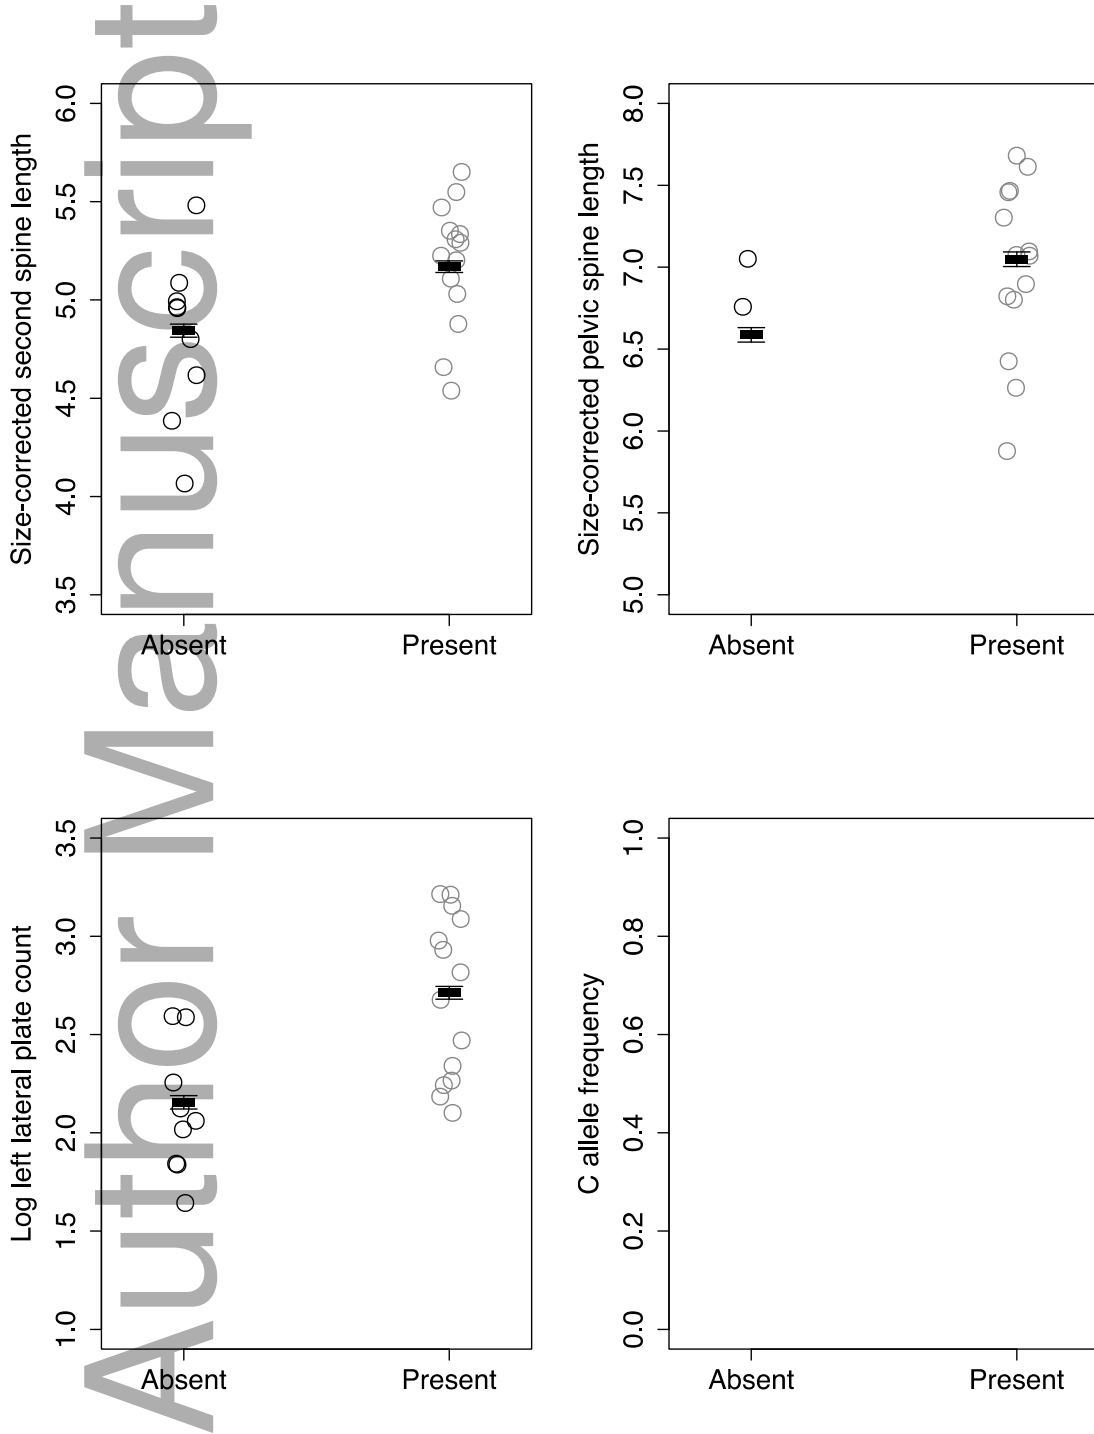 Author Manuscript
Size-corrected second spine length
6.0
5.5
5.0
4.5
4.0
3.5
Absent
Present
Size-corrected pelvic spine length
8.0
7.5
7.0
6.5
6.0
5.5
5.0
Absent
Present
Log left lateral plate count
3.5
3.0
2.5
2.0
1.5
1.0
Absent
Present
C allele frequency
1.0
0.8
0.6
0.4
0.2
0.0
Absent
Present